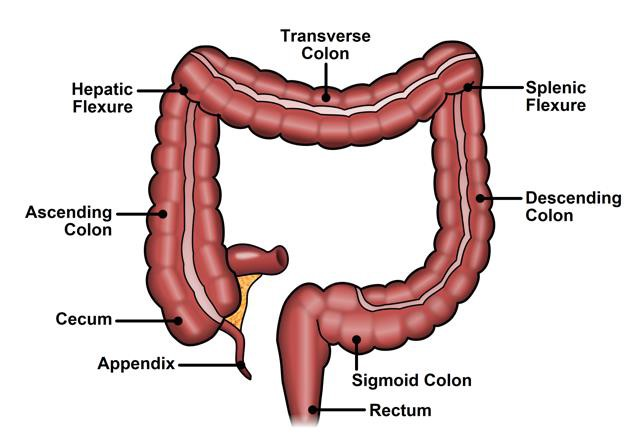 Transverse
Colon
Hepatic
Flexure
Splenic
Flexure
Ascending
Colon
Descending
Colon
Cecum
Appendix
Sigmoid Colon
Rectum